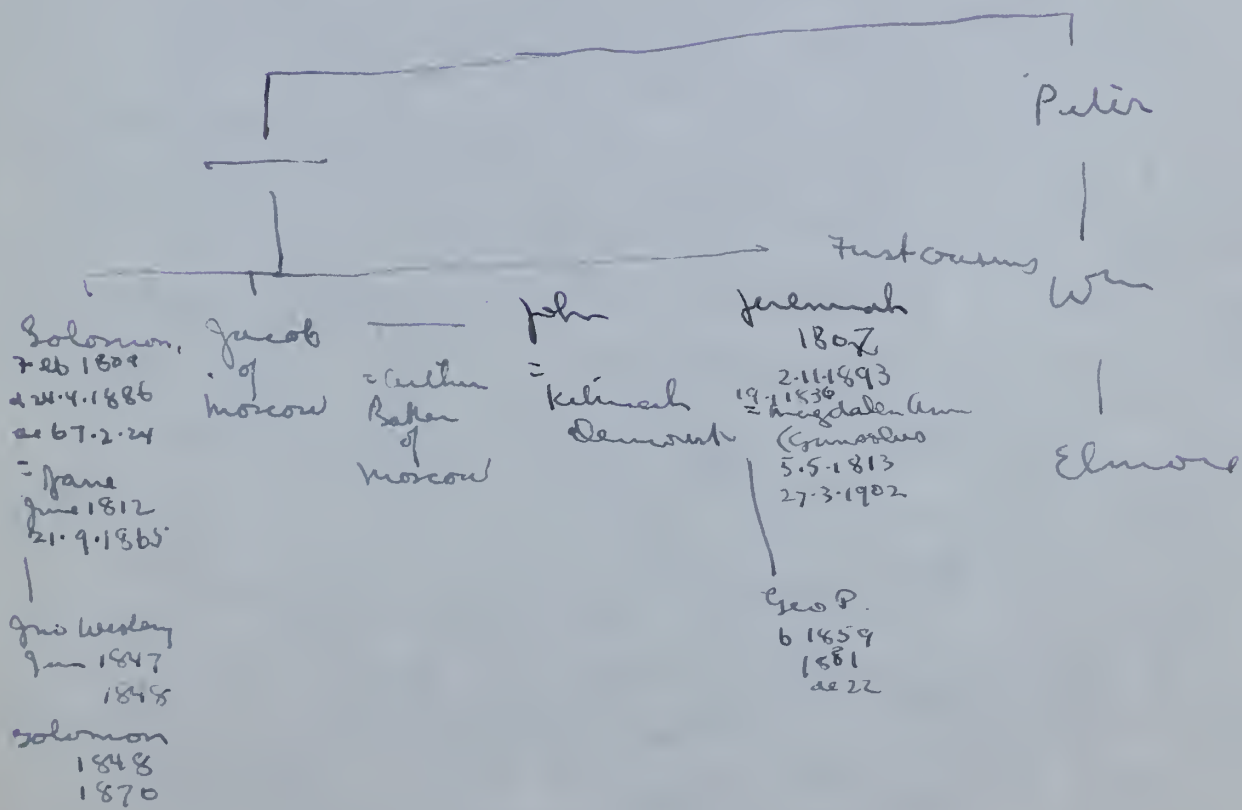 Peter
First cousins
Wm
Elmore
Solomon,
Feb 1809
d 24.4.1886
ae 67.2.24
= Jane
June 1812
21.9.1865
Jno Wesley
Jun 1847
1848
Solomon
1848
1870
Jacob
of
Moscow
=
Baker
of
Moscow
John
=
Demorest
Jeremiah
1807
2.11.1893
19.1.1836
= Magdalen Ann
(Gunsolus
5.5.1813
27.3.1902
Geo P.
b 1859
1881
ae 22